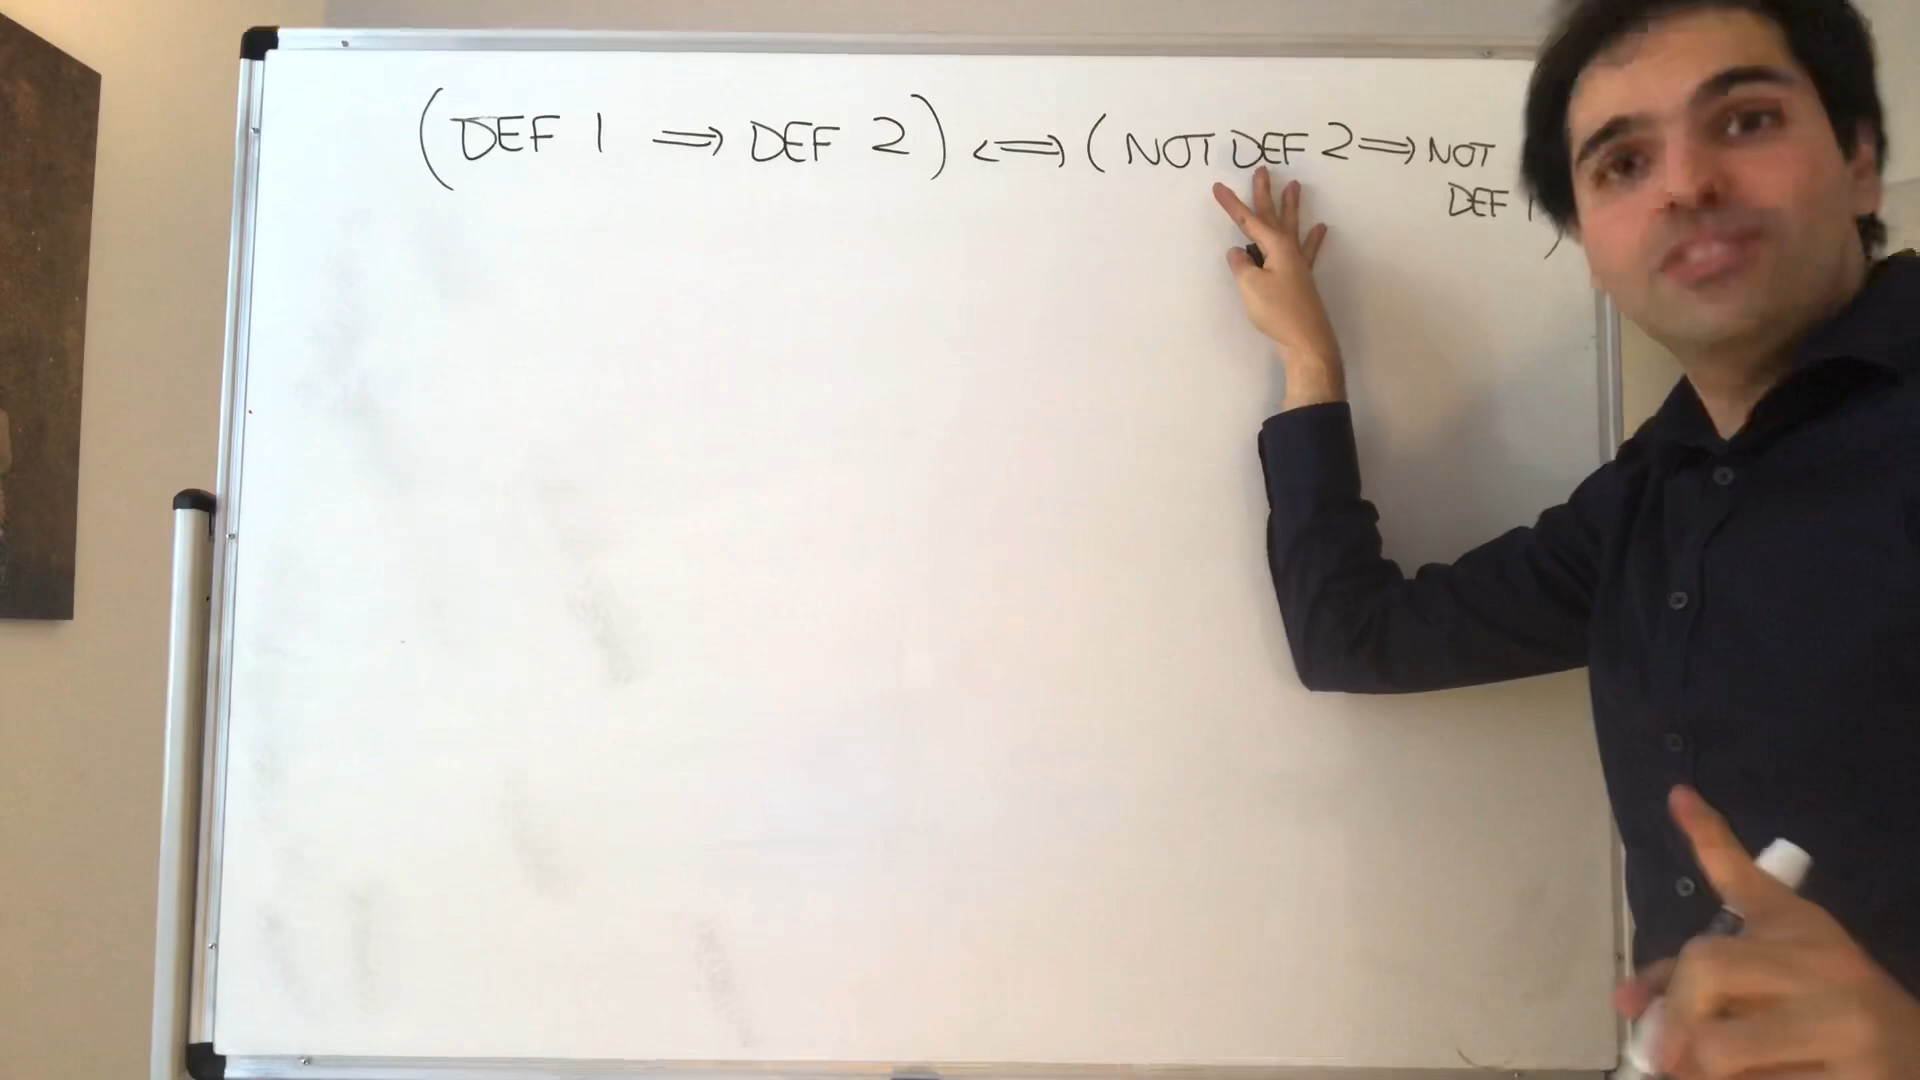 (DEF 1 ⟹ DEF 2) ⟺ (NOT DEF 2 ⟹ NOT
DEF 1)